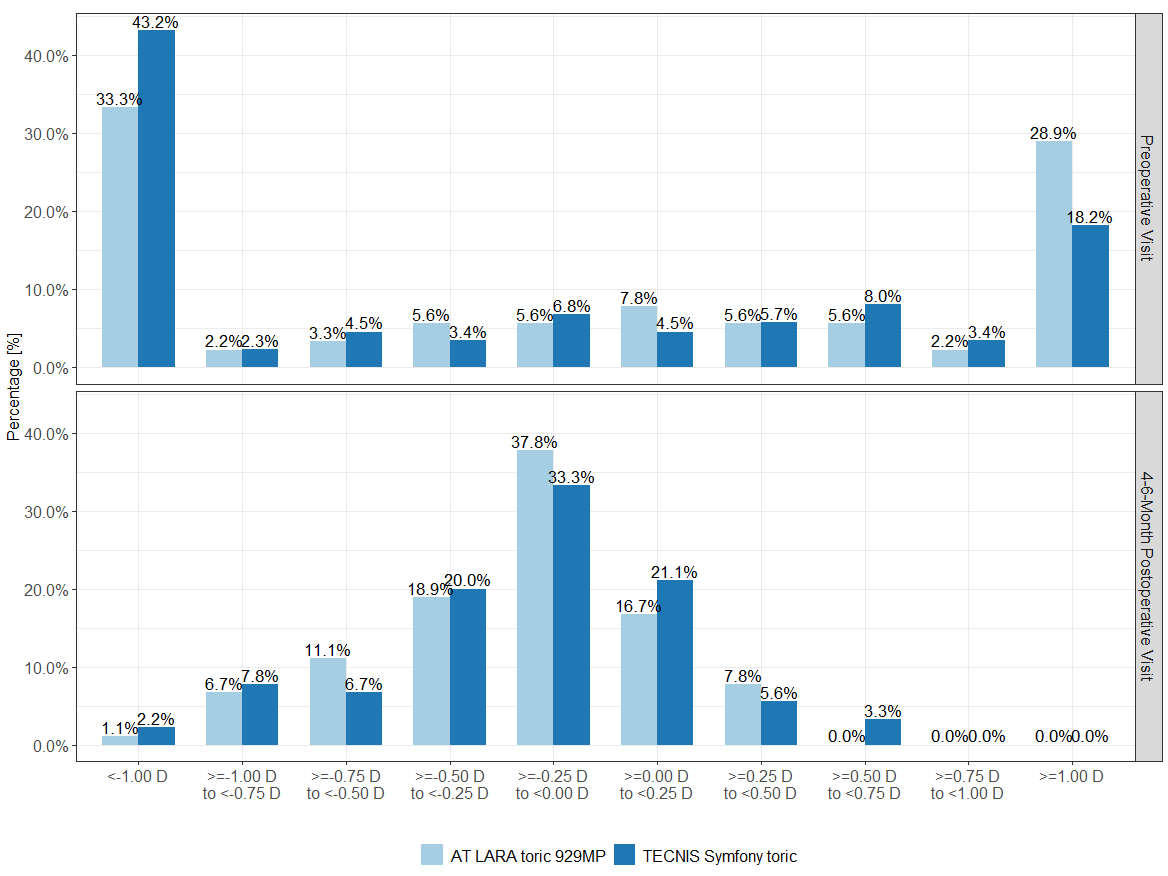 Percentage [%]
40.0%
30.0%
20.0%
10.0%
0.0%
33.3% 43.2%
2.2% 2.3%
3.3% 4.5%
5.6% 3.4%
5.6% 6.8%
7.8% 4.5%
5.6% 5.7%
5.6% 8.0%
2.2% 3.4%
28.9% 18.2%
Preoperative Visit
40.0%
30.0%
20.0%
10.0%
0.0%
1.1% 2.2%
6.7% 7.8%
11.1% 6.7%
18.9% 20.0%
37.8% 33.3%
16.7% 21.1%
7.8% 5.6%
0.0% 3.3%
0.0% 0.0%
0.0% 0.0%
4-6-Month Postoperative Visit
<-1.00 D
>=-1.00 D
to <-0.75 D
>=-0.75 D
to <-0.50 D
>=-0.50 D
to <-0.25 D
>=-0.25 D
to <0.00 D
>=0.00 D
to <0.25 D
>=0.25 D
to <0.50 D
>=0.50 D
to <0.75 D
>=0.75 D
to <1.00 D
>=1.00 D
AT LARA toric 929MP
TECNIS Symfony toric